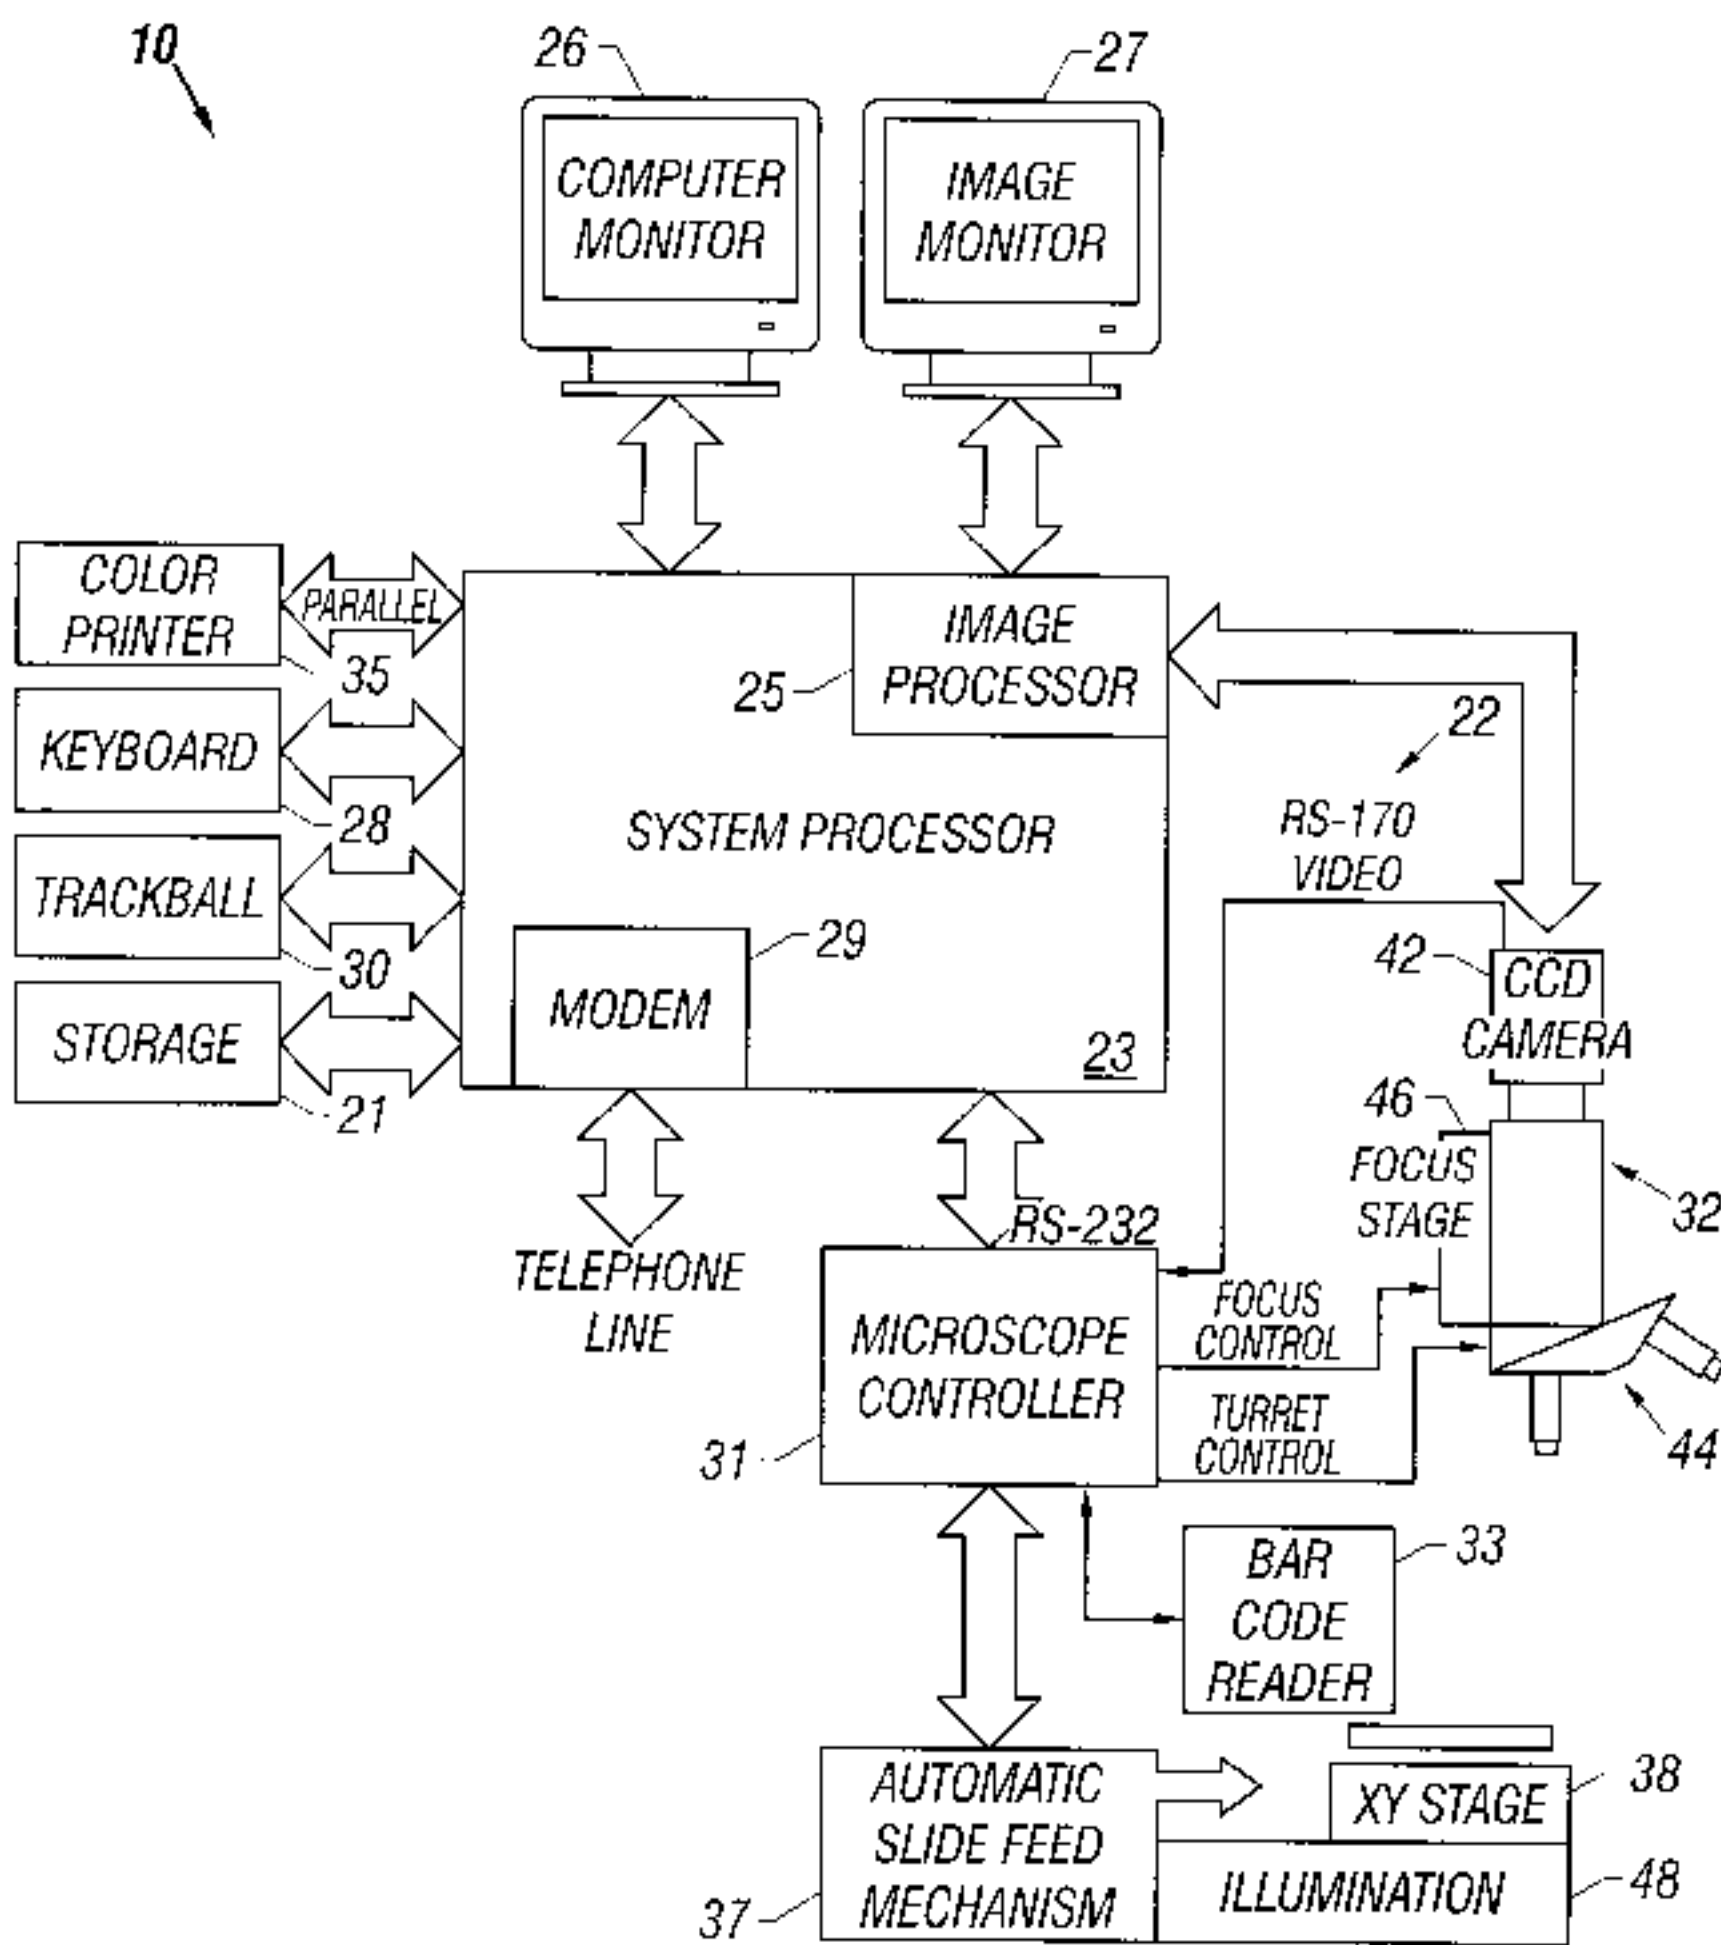 10
26
27
COMPUTER
MONITOR
IMAGE
MONITOR
COLOR
PRINTER
PARALLEL
35
KEYBOARD
28
TRACKBALL
30
STORAGE
21
IMAGE
PROCESSOR
25
SYSTEM PROCESSOR
MODEM
29
23
22
RS-170
VIDEO
42
CCD
CAMERA
46
FOCUS
STAGE
32
TELEPHONE
LINE
RS-232
MICROSCOPE
CONTROLLER
31
FOCUS
CONTROL
TURRET
CONTROL
44
BAR
CODE
READER
33
AUTOMATIC
SLIDE FEED
MECHANISM
37
XY STAGE
38
ILLUMINATION
48